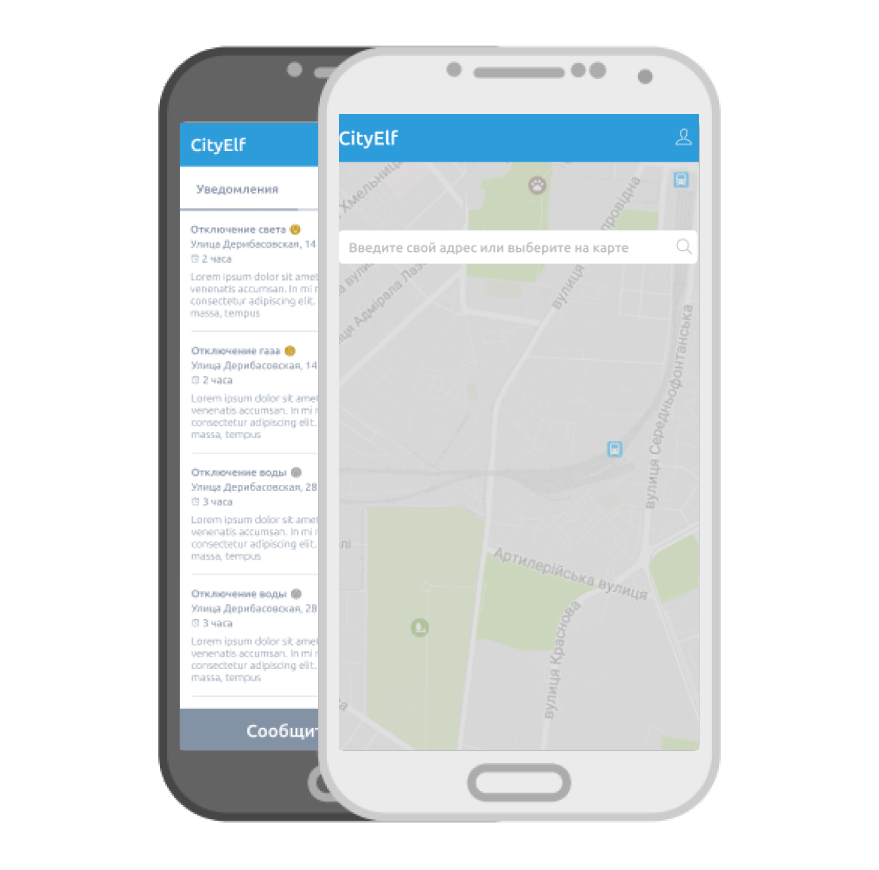 CityElf
Уведомления
Отключение света
Улица Дерибасовская, 14
2 часа
Lorem ipsum dolor sit amet
venenatis accumsan. In mi
consectetur adipiscing elit.
massa, tempus
Отключение газа
Улица Дерибасовская, 14
2 часа
Lorem ipsum dolor sit amet
venenatis accumsan. In mi
consectetur adipiscing elit.
massa, tempus
Отключение воды
Улица Дерибасовская, 28
3 часа
Lorem ipsum dolor sit amet
venenatis accumsan. In mi
consectetur adipiscing elit.
massa, tempus
Отключение воды
Улица Дерибасовская, 28
3 часа
Lorem ipsum dolor sit amet
venenatis accumsan. In mi
consectetur adipiscing elit.
massa, tempus
Сообщит
CityElf
Хмельниц
Введите свой адрес или выберите на карте
Адмірала Лаз
вулиця
провідна
вулиця Середньофонтанська
Артилерійська вулиця
вулиця Краснова